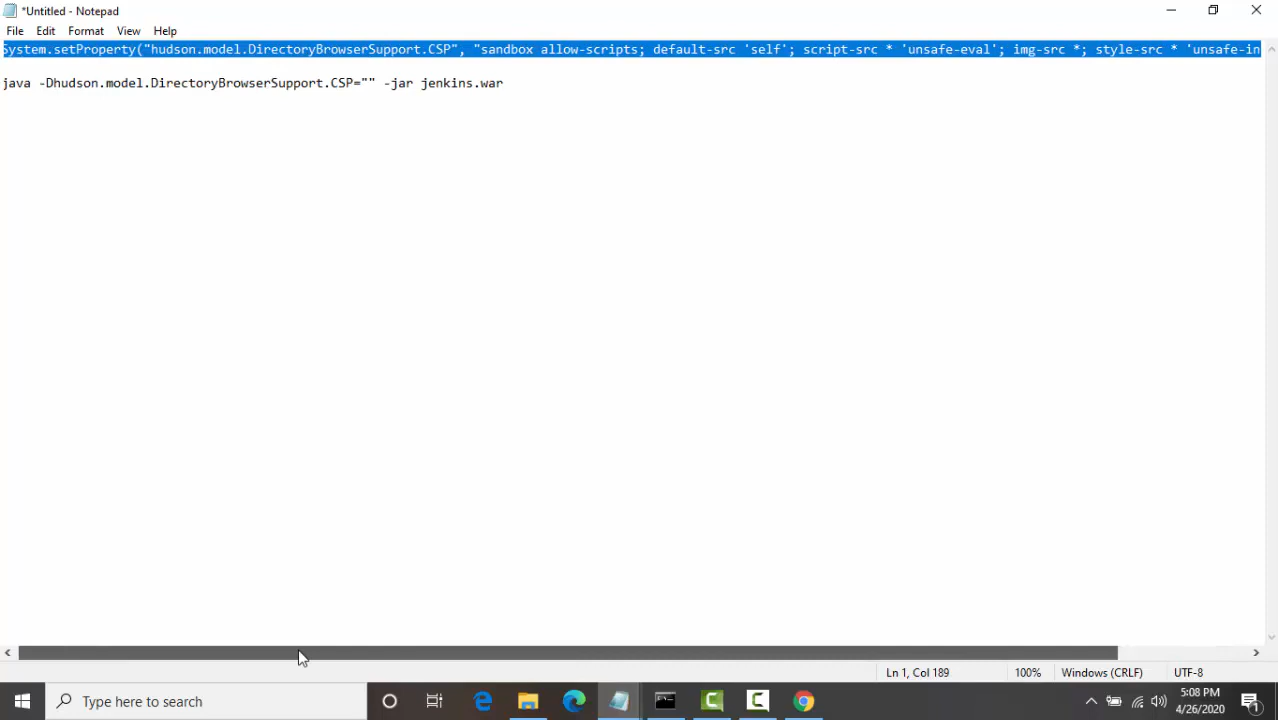 *Untitled - Notepad
File Edit Format View Help
System.setProperty("hudson.model.DirectoryBrowserSupport.CSP", "sandbox allow-scripts; default-src 'self'; script-src * 'unsafe-eval'; img-src *; style-src * 'unsafe-in
java -Dhudson.model.DirectoryBrowserSupport.CSP="" -jar jenkins.war
Ln 1, Col 189 100% Windows (CRLF) UTF-8
Type here to search
5:08 PM
4/26/2020
1